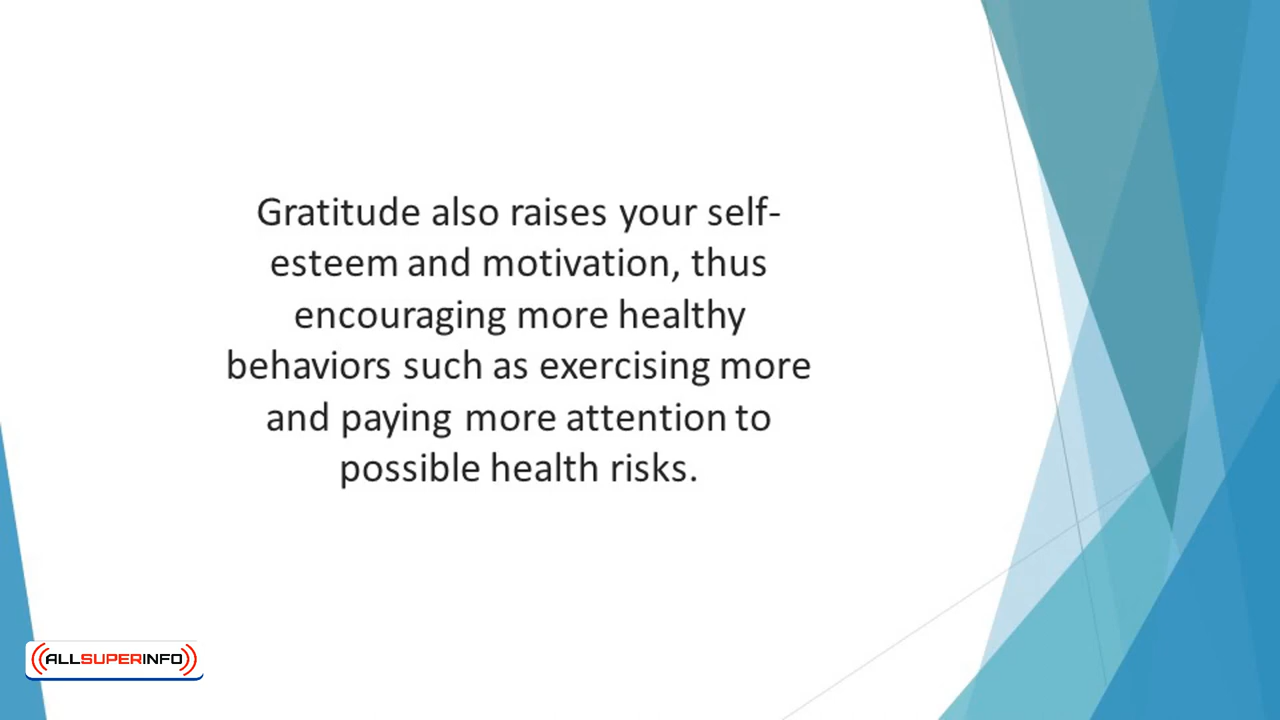 Gratitude also raises your self-
esteem and motivation, thus
encouraging more healthy
behaviors such as exercising more
and paying more attention to
possible health risks.
ALLSUPERINFO